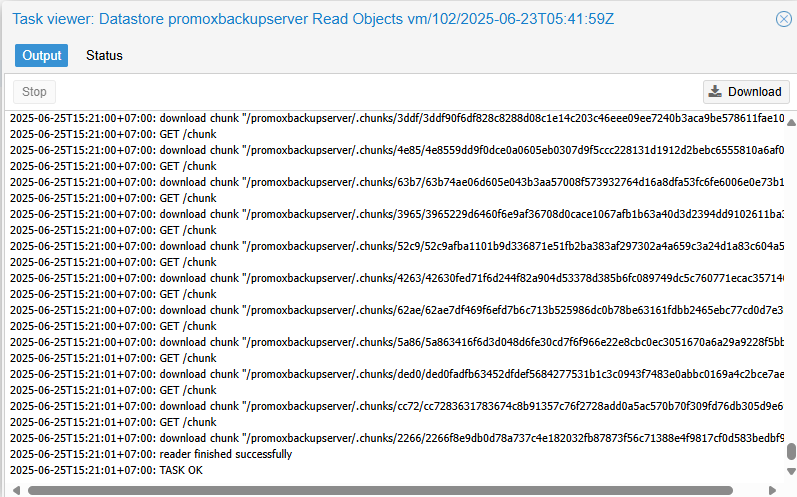 Task viewer: Datastore promoxbackupserver Read Objects vm/102/2025-06-23T05:41:59Z
Output Status
Stop Download
2025-06-25T15:21:00+07:00: download chunk "/promoxbackupserver/.chunks/3ddf/3ddf90f6df828c8288d08c1e14c203c46eee09ee7240b3aca9be578611fae10
2025-06-25T15:21:00+07:00: GET /chunk
2025-06-25T15:21:00+07:00: download chunk "/promoxbackupserver/.chunks/4e85/4e8559dd9f0dce0a0605eb0307d9f5ccc228131d1912d2bebc6555810a6af0
2025-06-25T15:21:00+07:00: GET /chunk
2025-06-25T15:21:00+07:00: download chunk "/promoxbackupserver/.chunks/63b7/63b74ae06d605e043b3aa57008f573932764d16a8dfa53fc6fe6006e0e73b1
2025-06-25T15:21:00+07:00: GET /chunk
2025-06-25T15:21:00+07:00: download chunk "/promoxbackupserver/.chunks/3965/3965229d6460f6e9af36708d0cace1067afb1b63a40d3d2394dd9102611ba3
2025-06-25T15:21:00+07:00: GET /chunk
2025-06-25T15:21:00+07:00: download chunk "/promoxbackupserver/.chunks/52c9/52c9afba1101b9d336871e51fb2ba383af297302a4a659c3a24d1a83c604a5
2025-06-25T15:21:00+07:00: GET /chunk
2025-06-25T15:21:00+07:00: download chunk "/promoxbackupserver/.chunks/4263/42630fed71f6d244f82a904d53378d385b6fc089749dc5c760771ecac35714
2025-06-25T15:21:00+07:00: GET /chunk
2025-06-25T15:21:00+07:00: download chunk "/promoxbackupserver/.chunks/62ae/62ae7df469f6efd7b6c713b525986dc0b78be63161fdbb2465ebc77cd0d7e3
2025-06-25T15:21:00+07:00: GET /chunk
2025-06-25T15:21:00+07:00: download chunk "/promoxbackupserver/.chunks/5a86/5a863416f6d3d048d6fe30cd7f6f966e22e8cbc0ec3051670a6a29a9228f5bb
2025-06-25T15:21:01+07:00: GET /chunk
2025-06-25T15:21:01+07:00: download chunk "/promoxbackupserver/.chunks/ded0/ded0fadfb63452dfdef5684277531b1c3c0943f7483e0abbc0169a4c2bce7ae
2025-06-25T15:21:01+07:00: GET /chunk
2025-06-25T15:21:01+07:00: download chunk "/promoxbackupserver/.chunks/cc72/cc7283631783674c8b91357c76f2728add0a5ac570b70f309fd76db305d9e6
2025-06-25T15:21:01+07:00: GET /chunk
2025-06-25T15:21:01+07:00: download chunk "/promoxbackupserver/.chunks/2266/2266f8e9db0d78a737c4e182032fb87873f56c71388e4f9817cf0d583bedbf9
2025-06-25T15:21:01+07:00: reader finished successfully
2025-06-25T15:21:01+07:00: TASK OK